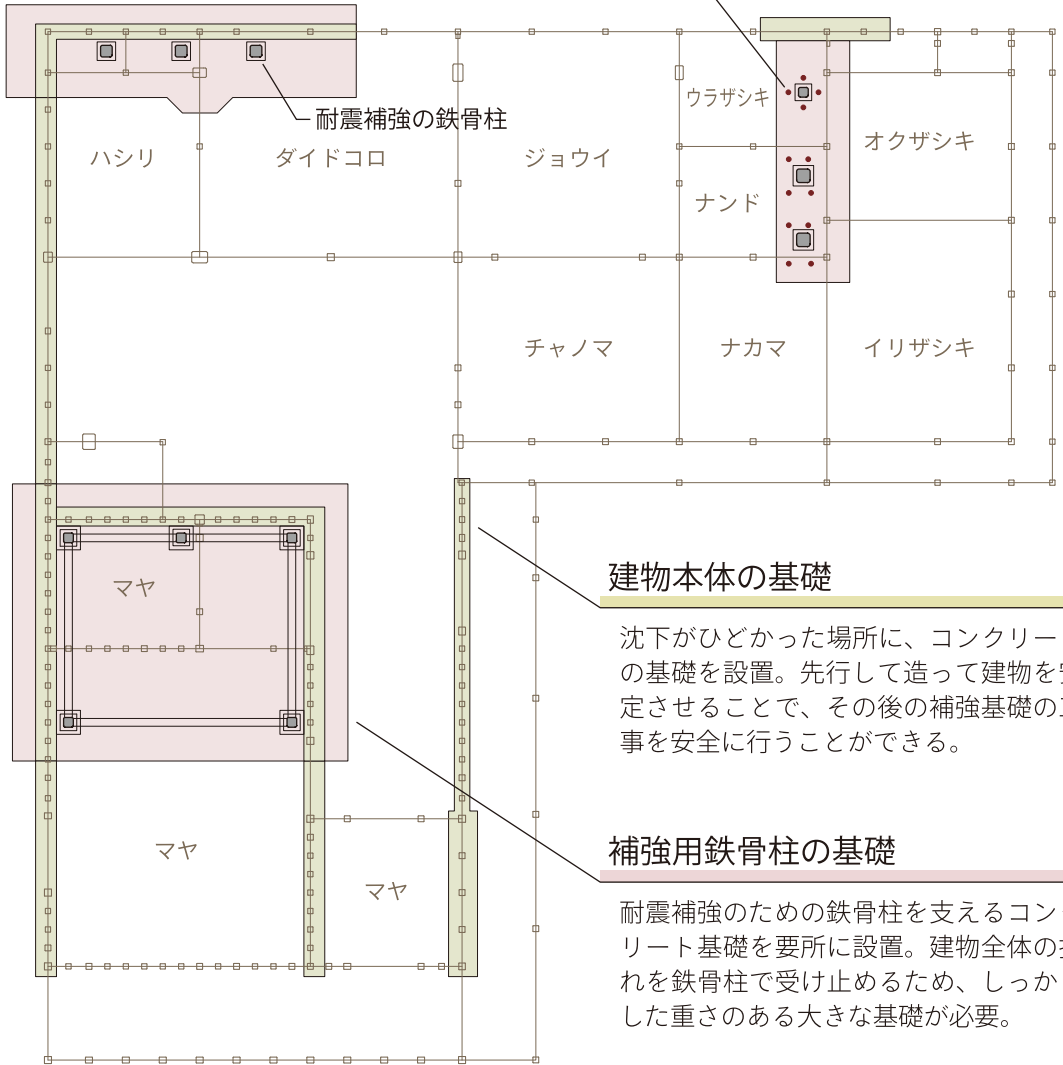 耐震補強の鉄骨柱
ウラザシキ
オクザシキ
ハシリ
ダイドコロ
ジョウイ
ナンド
チャノマ
ナカマ
イリザシキ
マヤ
建物本体の基礎
沈下がひどかった場所に、コンクリー
の基礎を設置。先行して造って建物を
定させることで、その後の補強基礎の
事を安全に行うことができる。
マヤ
マヤ
補強用鉄骨柱の基礎
耐震補強のための鉄骨柱を支えるコン
リート基礎を要所に設置。建物全体の
れを鉄骨柱で受け止めるため、しっか
した重さのある大きな基礎が必要。